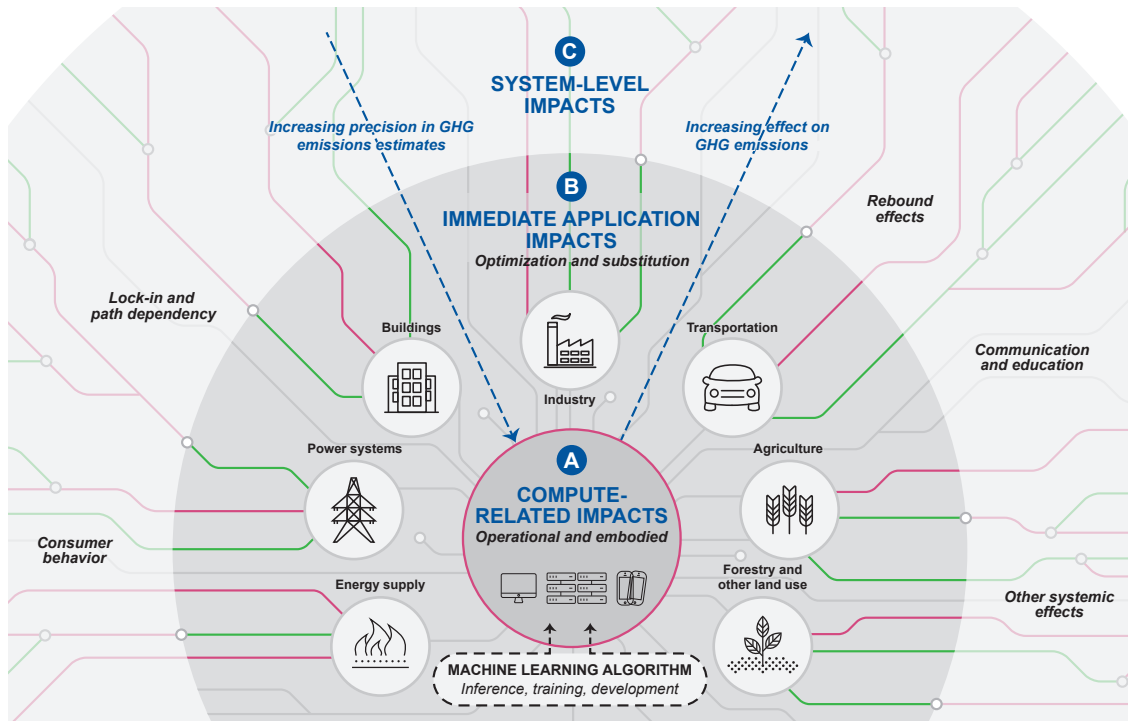 C
SYSTEM-LEVEL
IMPACTS
Increasing precision in GHG
emissions estimates
Increasing effect on
GHG emissions
B
IMMEDIATE APPLICATION
IMPACTS
Optimization and substitution
Rebound
effects
Lock-in and
path dependency
Buildings
Transportation
Communication
and education
Industry
Power systems
Agriculture
A
COMPUTE-
RELATED IMPACTS
Operational and embodied
Consumer
behavior
Energy supply
Forestry and
other land use
Other systemic
effects
MACHINE LEARNING ALGORITHM
Inference, training, development